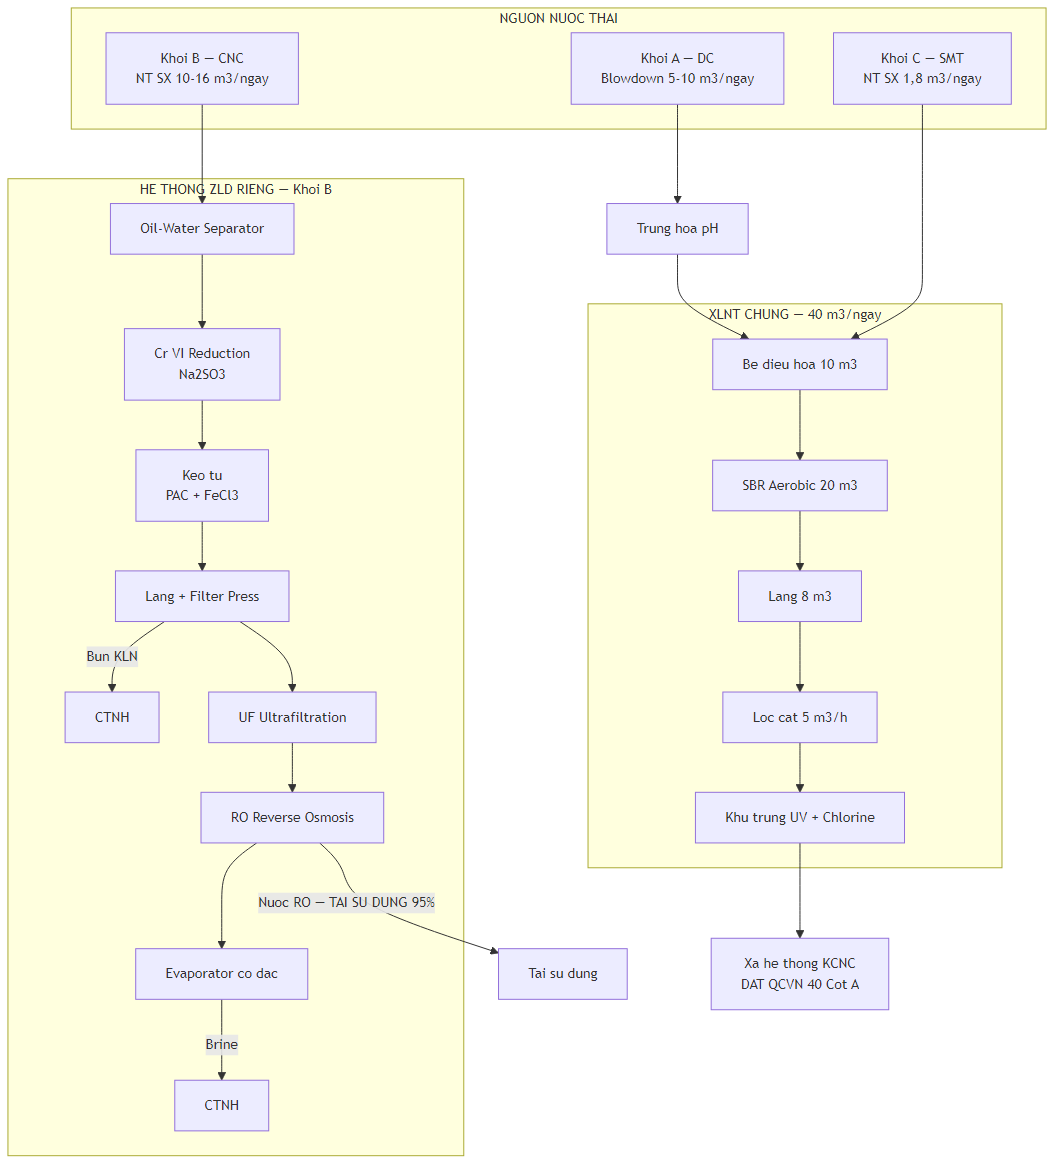 NGUON NUOC THAI
Khoi B — CNC
NT SX 10-16 m3/ngay
Khoi A — DC
Blowdown 5-10 m3/ngay
Khoi C — SMT
NT SX 1,8 m3/ngay
HE THONG ZLD RIENG — Khoi B
Oil-Water Separator
Cr VI Reduction
Na2SO3
Keo tu
PAC + FeCl3
Lang + Filter Press
Bun KLN
CTNH
UF Ultrafiltration
RO Reverse Osmosis
Nuoc RO — TAI SU DUNG 95%
Evaporator co dac
Tai su dung
Brine
CTNH
Trung hoa pH
XLNT CHUNG — 40 m3/ngay
Be dieu hoa 10 m3
SBR Aerobic 20 m3
Lang 8 m3
Loc cat 5 m3/h
Khu trung UV + Chlorine
Xa he thong KCNC
DAT QCVN 40 Cot A